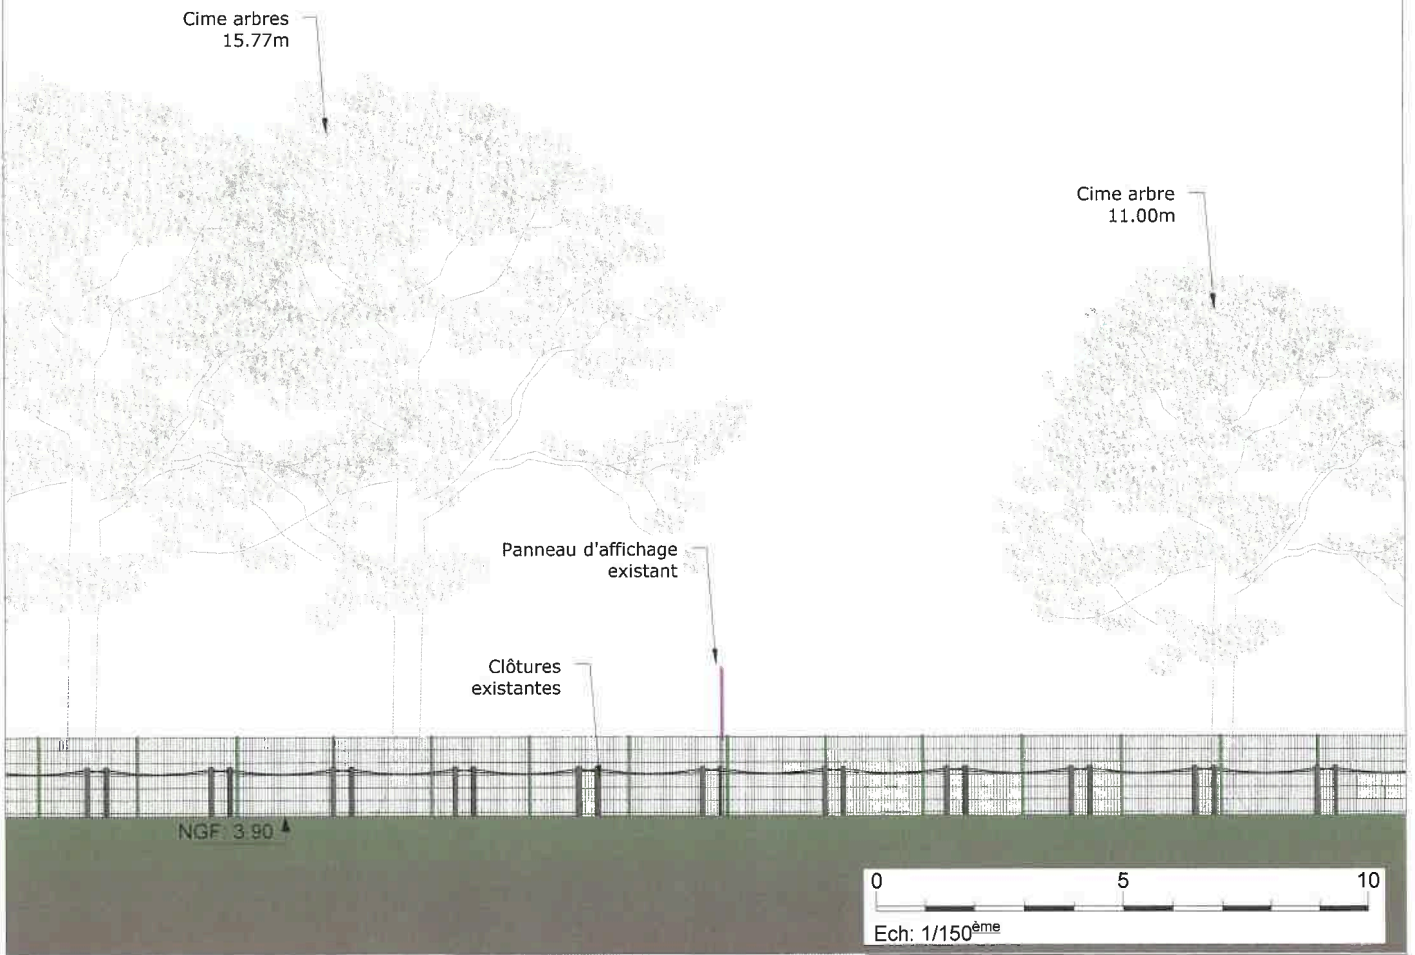 Cime arbres
15.77m
Cime arbre
11.00m
Panneau d'affichage
existant
Clôtures
existantes
NGF: 3.90
0 5 10
Ech: 1/150ème